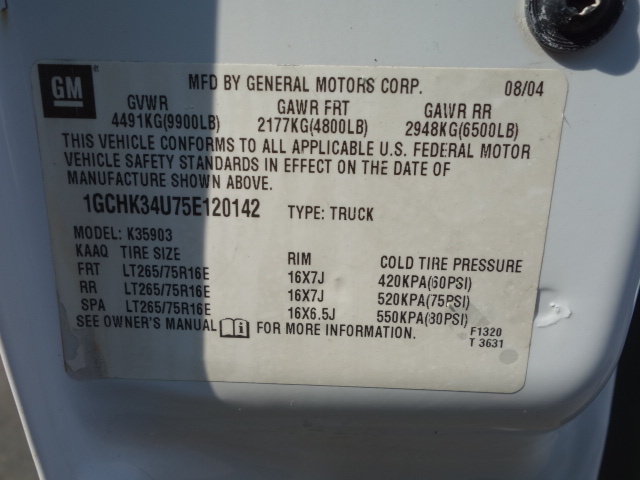 GM
MFD BY GENERAL MOTORS CORP. 08/04
GVWR GAWR FRT GAWR RR
4491KG(9900LB) 2177KG(4800LB) 2948KG(6500LB)
THIS VEHICLE CONFORMS TO ALL APPLICABLE U.S. FEDERAL MOTOR
VEHICLE SAFETY STANDARDS IN EFFECT ON THE DATE OF
MANUFACTURE SHOWN ABOVE.
1GCHK34U75E120142 TYPE: TRUCK
MODEL: K35903
KAAQ TIRE SIZE RIM COLD TIRE PRESSURE
FRT LT265/75R16E 16X7J 420KPA(60PSI)
RR LT265/75R16E 16X7J 520KPA(75PSI)
SPA LT265/75R16E 16X6.5J 550KPA(80PSI)
SEE OWNER'S MANUAL FOR MORE INFORMATION.
F1320
T 3631